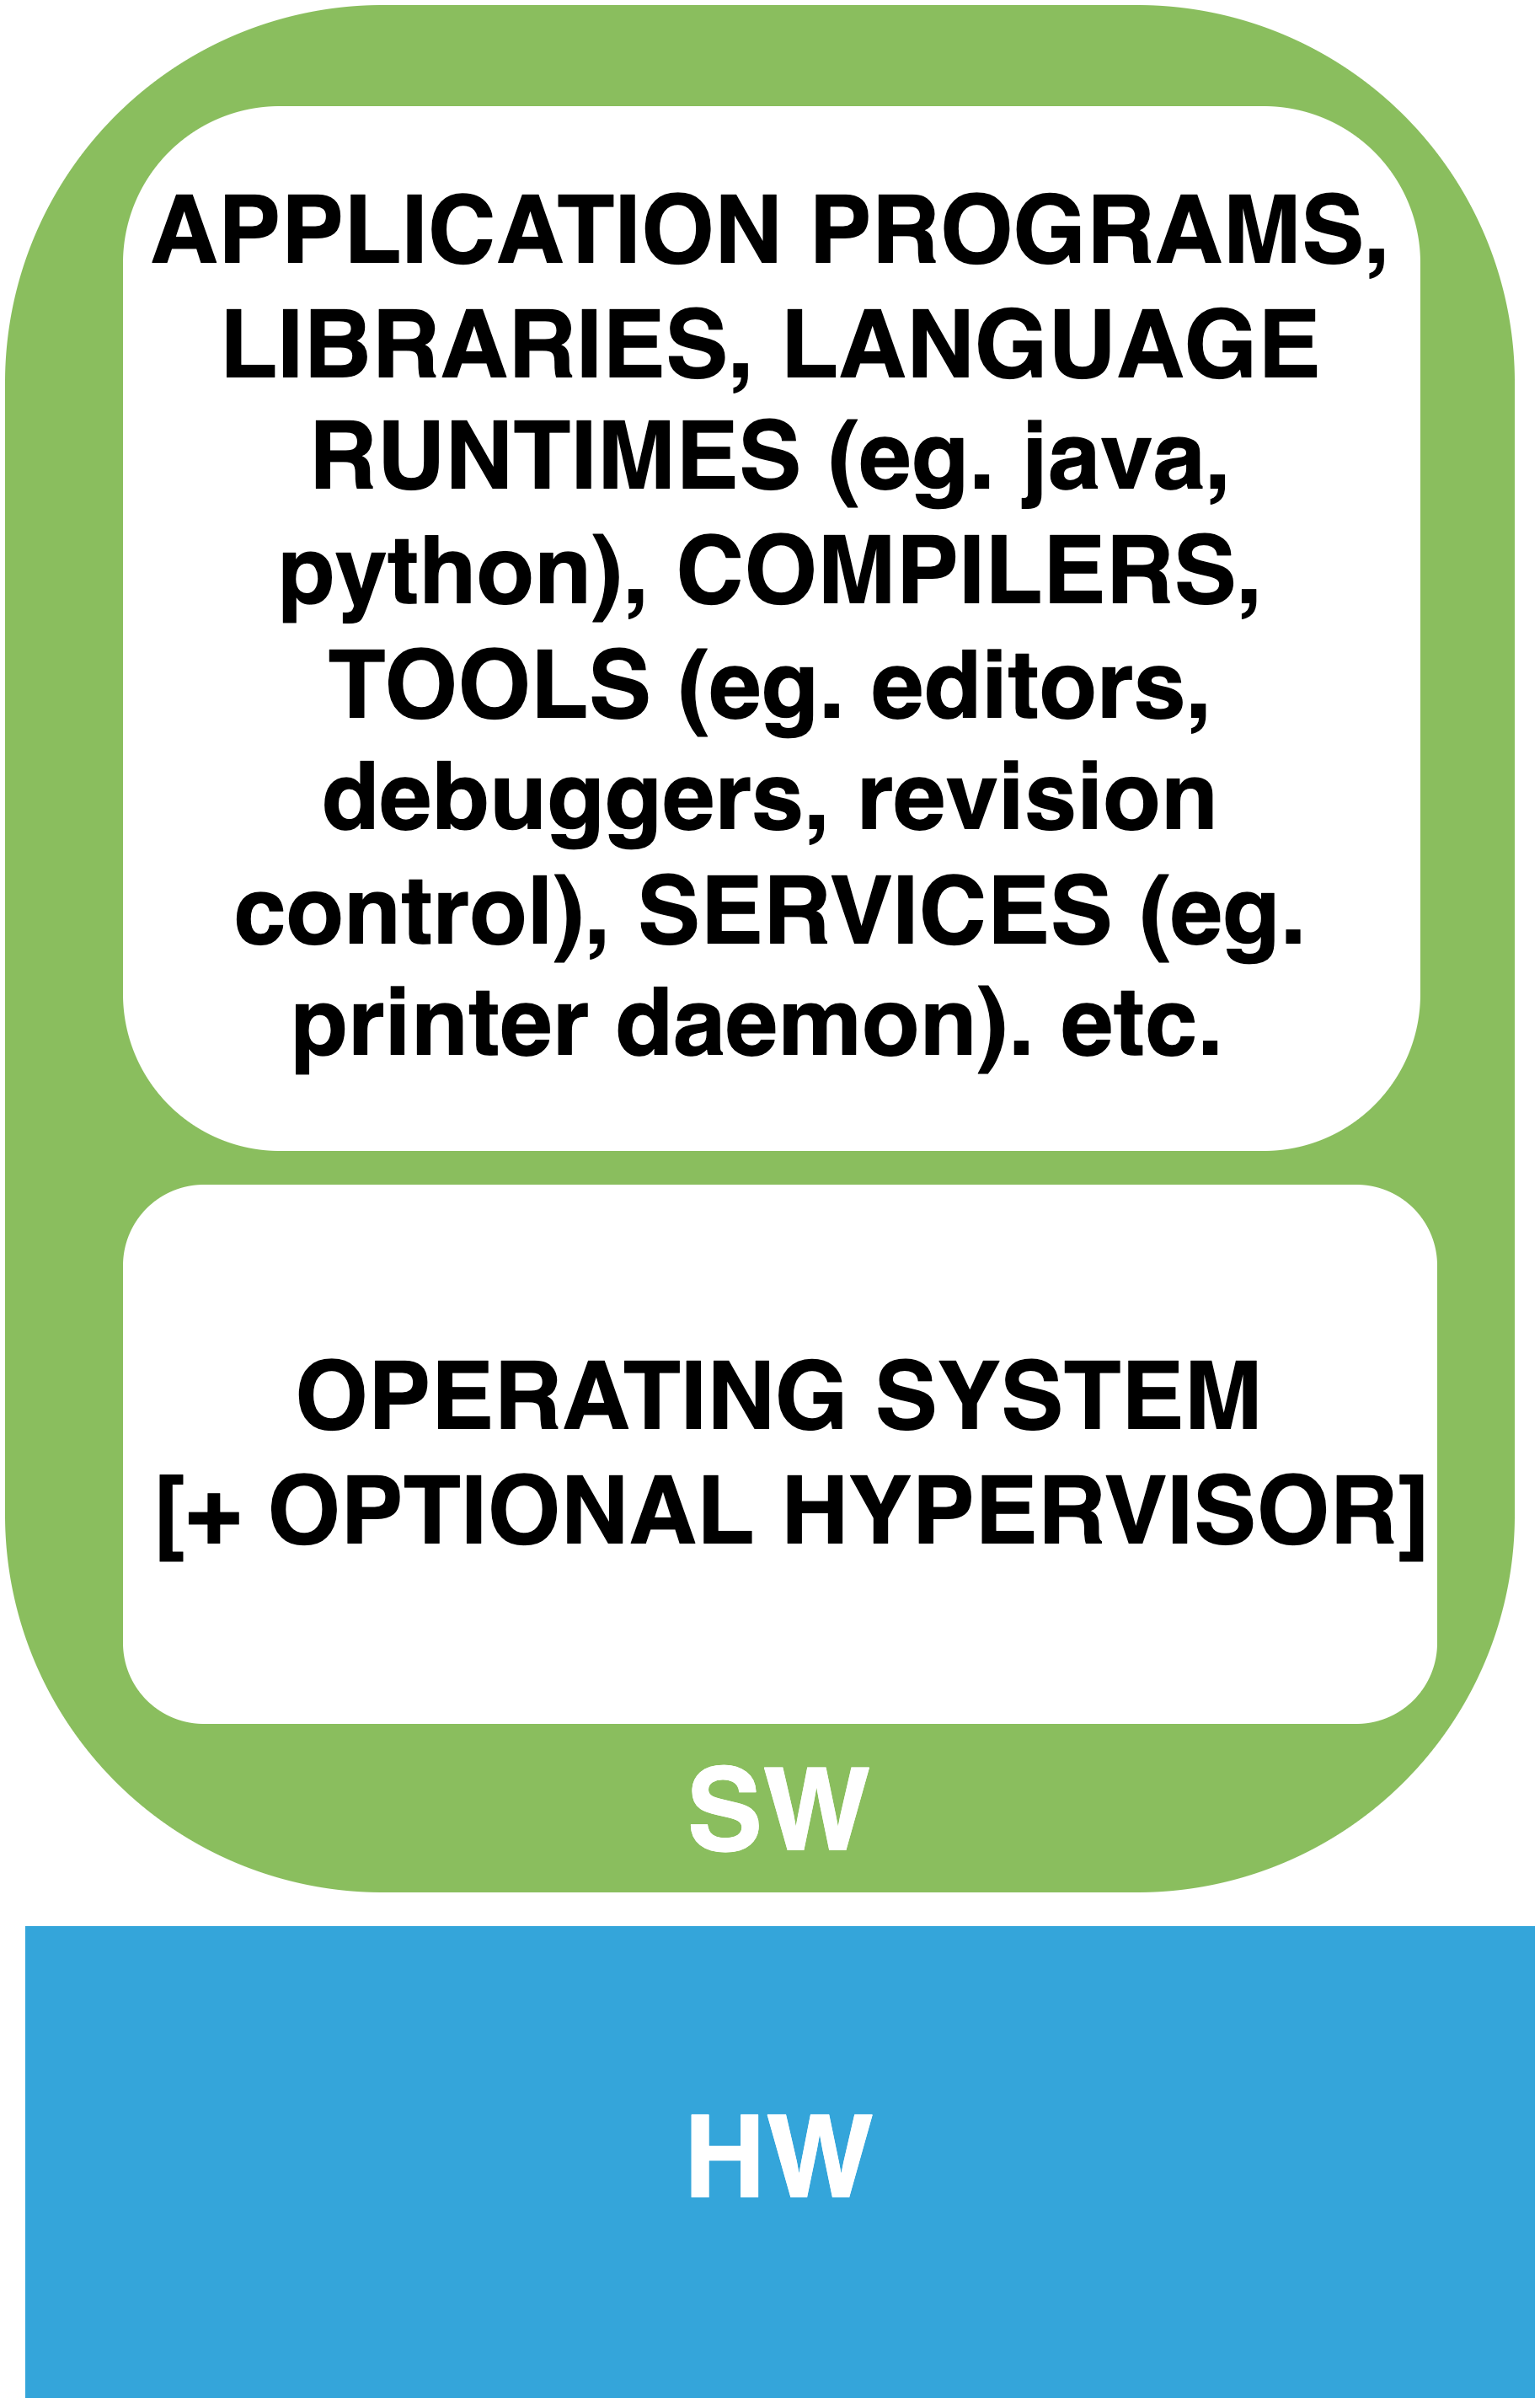 APPLICATION PROGRAMS,
LIBRARIES, LANGUAGE
RUNTIMES (eg. java,
python), COMPILERS,
TOOLS (eg. editors,
debuggers, revision
control), SERVICES (eg.
printer daemon). etc.
OPERATING SYSTEM
[+ OPTIONAL HYPERVISOR]
SW
HW